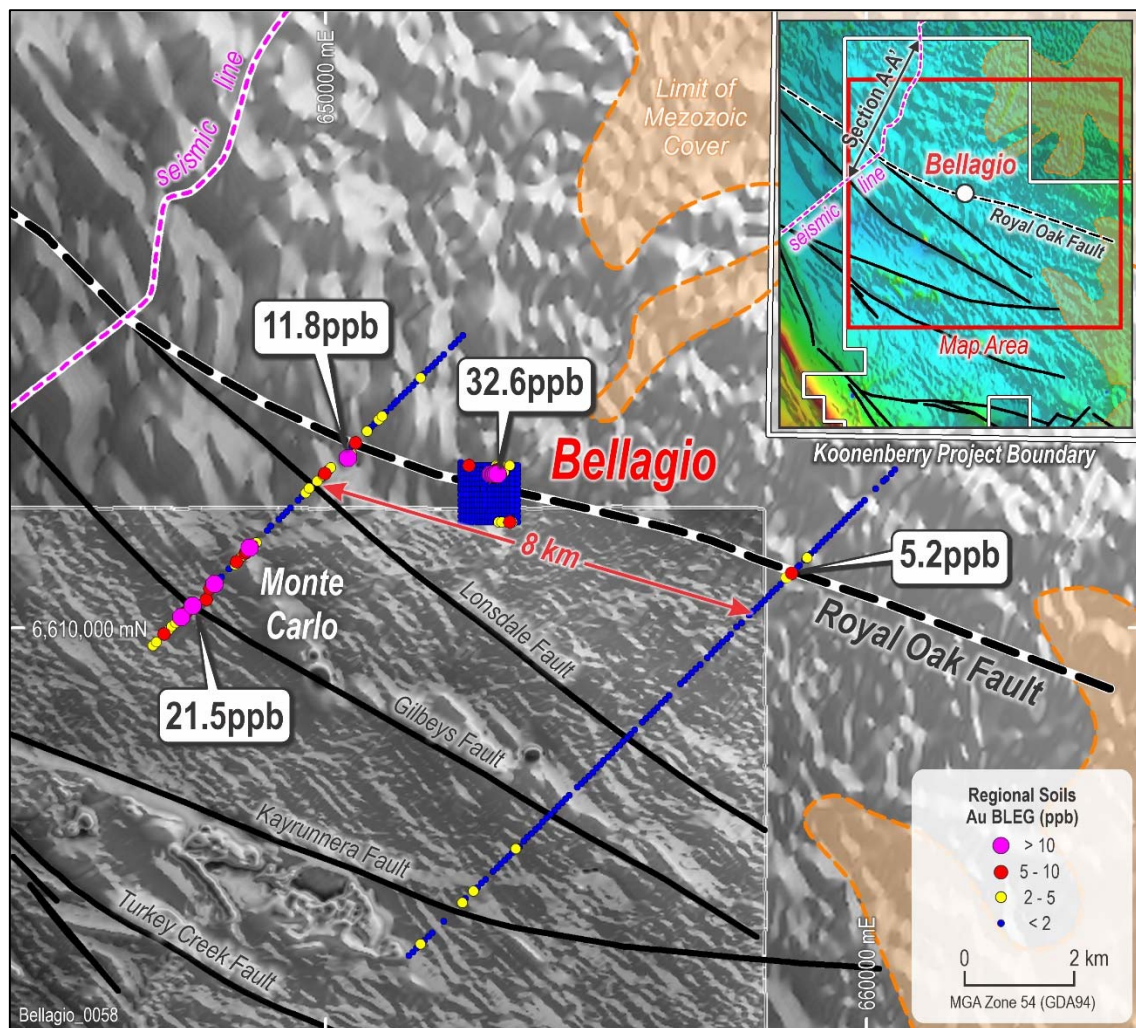 650000 mE
seismic line
Limit of
Mezozoic
Cover
Section A-A'
Bellagio
seismic line
Royal Oak Fault
Map Area
Koonenberry Project Boundary
11.8ppb
32.6ppb
Bellagio
8 km
5.2ppb
Monte
Carlo
Lonsdale Fault
Royal Oak Fault
6,610,000 mN
21.5ppb
Gilbeys Fault
Kayrunnera Fault
Turkey Creek Fault
660000 mE
Regional Soils
Au BLEG (ppb)
> 10
5 - 10
2 - 5
< 2
0 2 km
MGA Zone 54 (GDA94)
Bellagio_0058